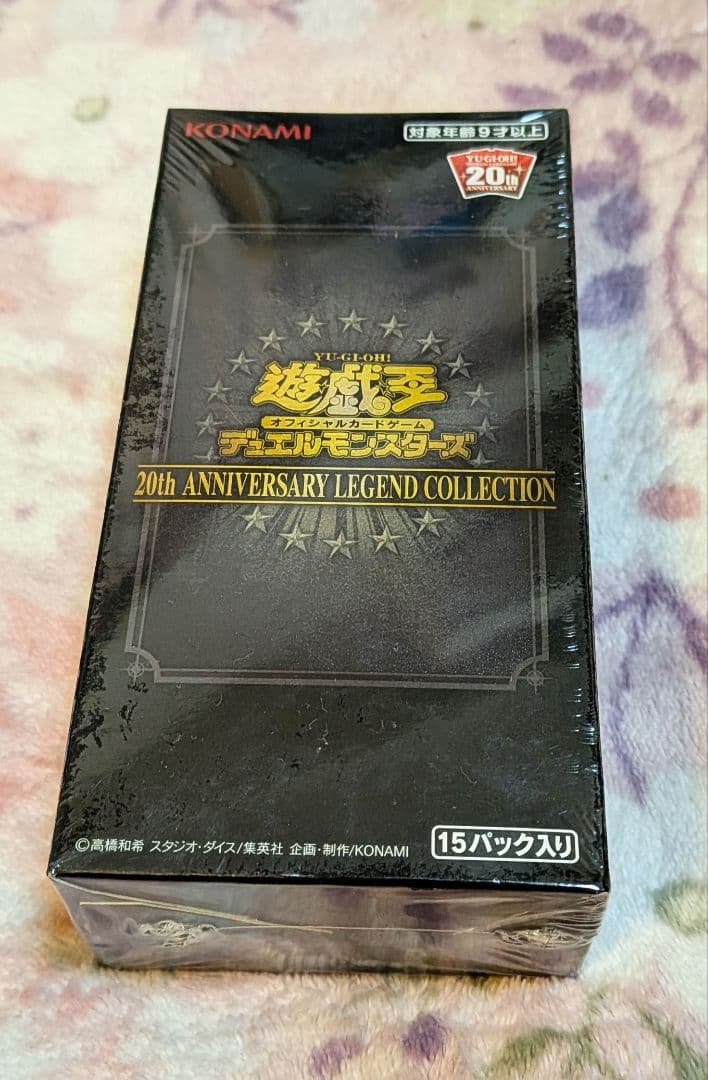 KONAMI
対象年齢9才以上
YU-GI-OH!
20th
ANNIVERSARY
YU-GI-OH!
遊戯王
オフィシャルカードゲーム
デュエルモンスターズ
20th ANNIVERSARY LEGEND COLLECTION
©高橋和希 スタジオ・ダイス/集英社 企画・制作/KONAMI
15パック入り